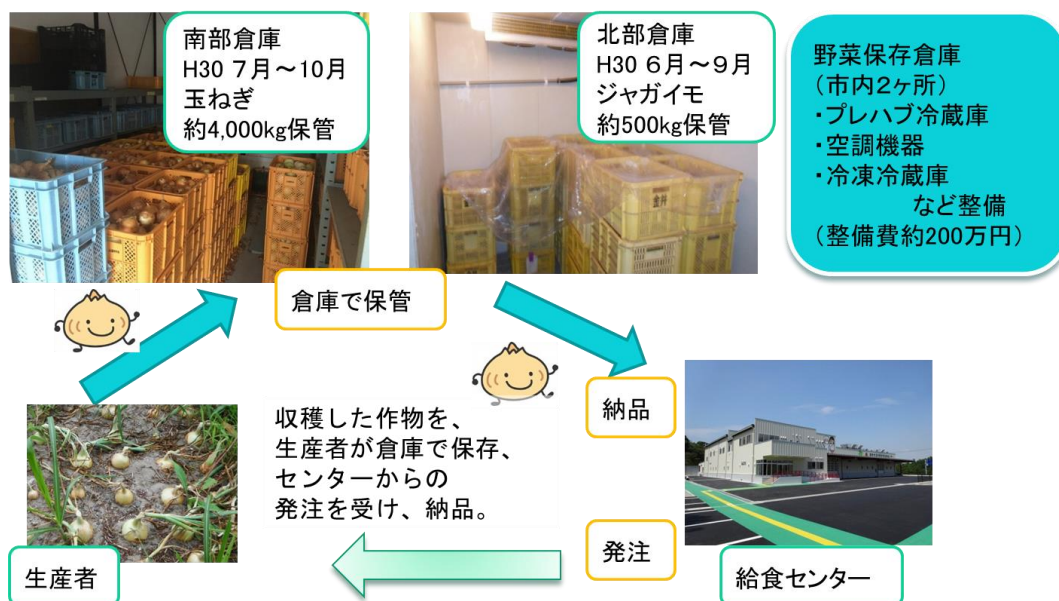 南部倉庫
H30 7月～10月
玉ねぎ
約4,000kg保管
北部倉庫
H30 6月～9月
ジャガイモ
約500kg保管
野菜保存倉庫
(市内2ヶ所)
・プレハブ冷蔵庫
・空調機器
・冷凍冷蔵庫
など整備
(整備費約200万円)
倉庫で保管
納品
収穫した作物を、
生産者が倉庫で保存、
センターからの
発注を受け、納品。
発注
生産者
給食センター